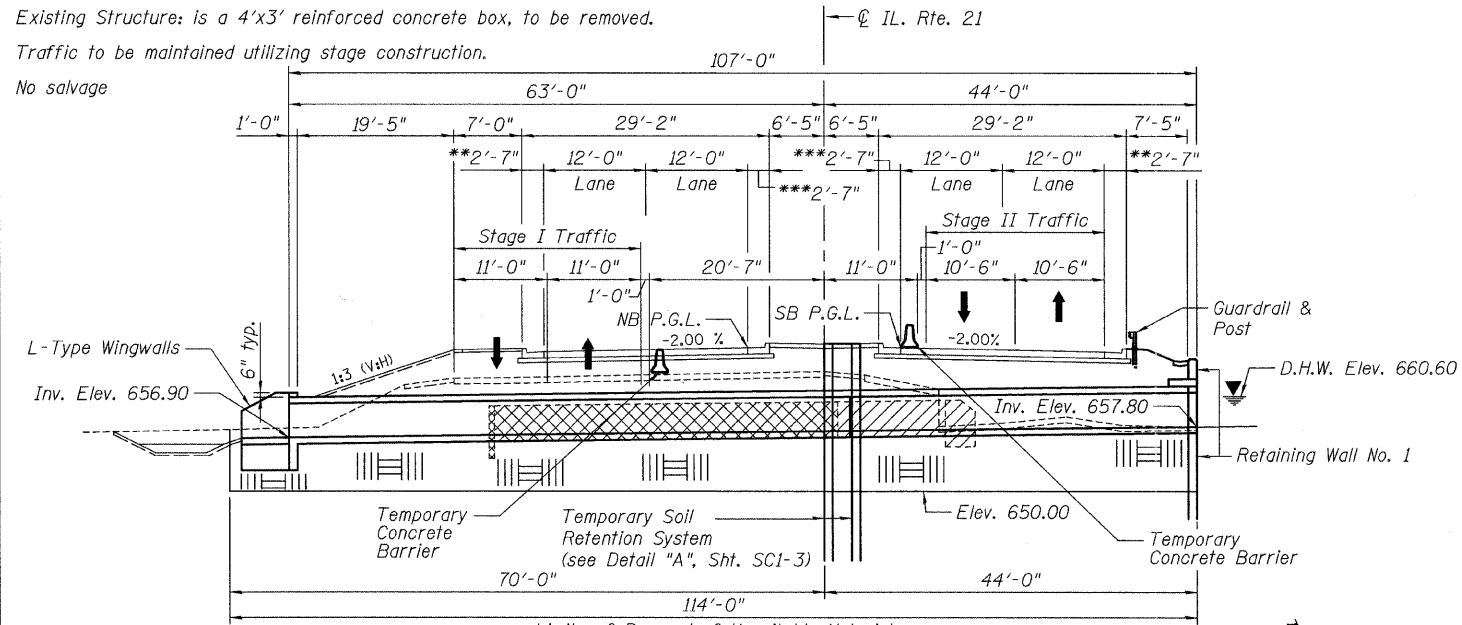 Existing Structure: is a 4'x3' reinforced concrete box, to be removed.
Traffic to be maintained utilizing stage construction.
No salvage
℄ IL. Rte. 21
107'-0"
63'-0" 44'-0"
1'-0" 19'-5" 7'-0" 29'-2" 6'-5" 6'-5" 29'-2" 7'-5"
**2'-7" 12'-0" 12'-0" ***2'-7" 12'-0" 12'-0" **2'-7"
Lane Lane ***2'-7" Lane Lane
Stage I Traffic Stage II Traffic
1'-0"
11'-0" 11'-0" 20'-7" 11'-0" 10'-6" 10'-6"
1'-0"
NB P.G.L. SB P.G.L.
-2.00 % -2.00%
Guardrail &
Post
L-Type Wingwalls
6" typ.
1:3 (V:H)
D.H.W. Elev. 660.60
Inv. Elev. 656.90
Inv. Elev. 657.80
Retaining Wall No. 1
Elev. 650.00
Temporary
Concrete
Barrier
Temporary Soil
Retention System
(see Detail "A", Sht. SC1-3)
Temporary
Concrete Barrier
70'-0" 44'-0"
114'-0"